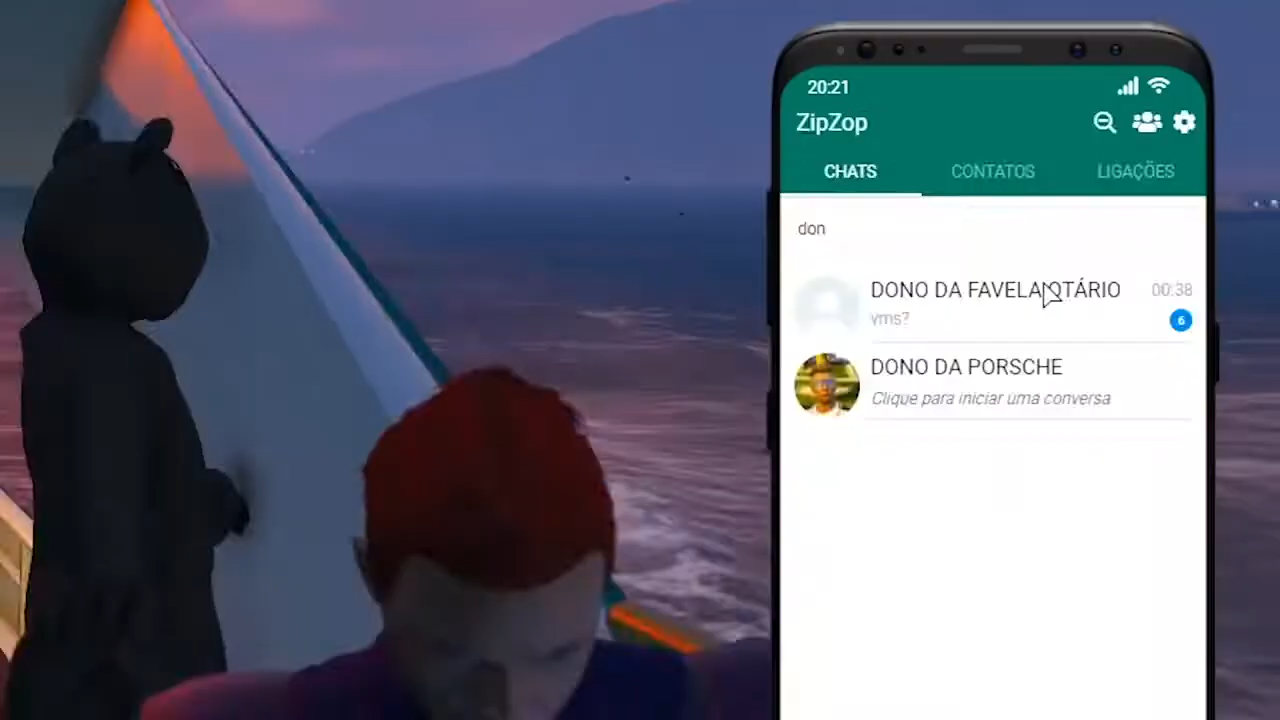 20:21
ZipZop
CHATS CONTATOS LIGAÇÕES
don
DONO DA FAVELA OTÁRIO 00:38
vms? 6
DONO DA PORSCHE
Clique para iniciar uma conversa